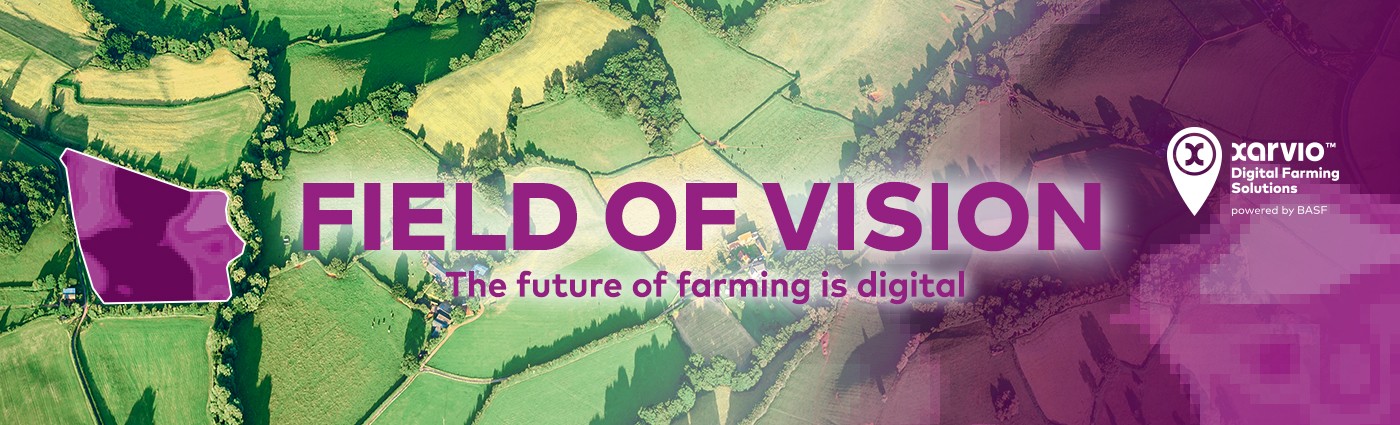 FIELD OF VISION
The future of farming is digital
xarvio™
Digital Farming
Solutions
powered by BASF